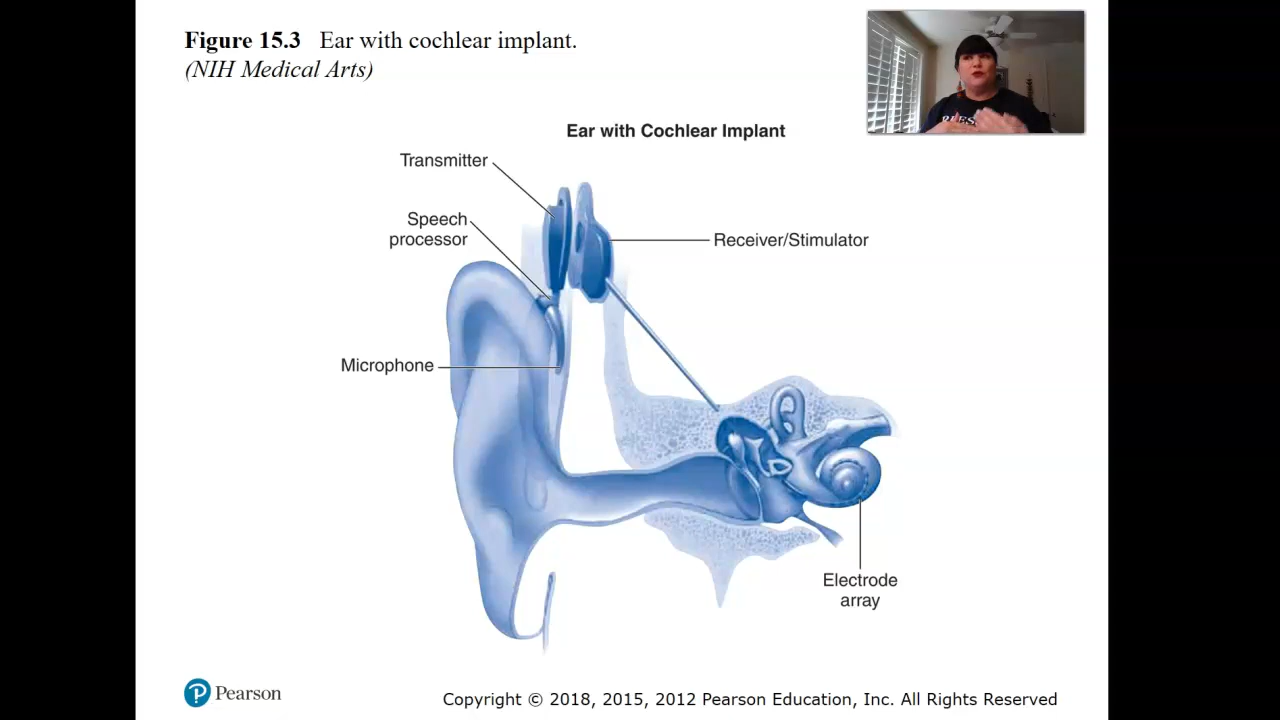 Figure 15.3 Ear with cochlear implant.
(NIH Medical Arts)
Ear with Cochlear Implant
Transmitter
Speech
processor
Receiver/Stimulator
Microphone
Electrode
array
Pearson
Copyright © 2018, 2015, 2012 Pearson Education, Inc. All Rights Reserved